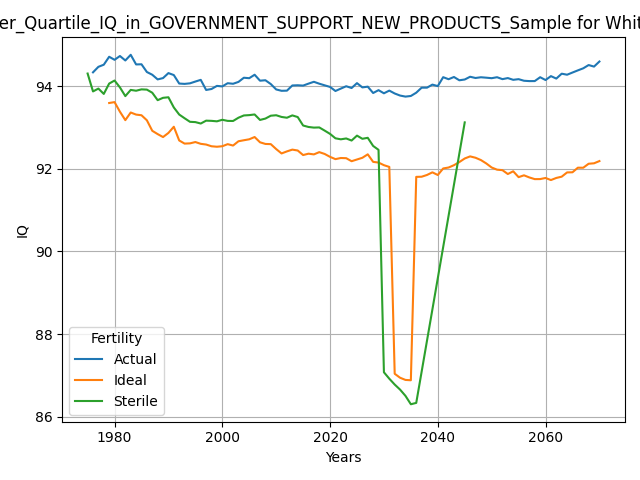 er_Quartile_IQ_in_GOVERNMENT_SUPPORT_NEW_PRODUCTS_Sample for Whit
94
92
90
88
86
IQ
Fertility
Actual
Ideal
Sterile
1980 2000 2020 2040 2060
Years